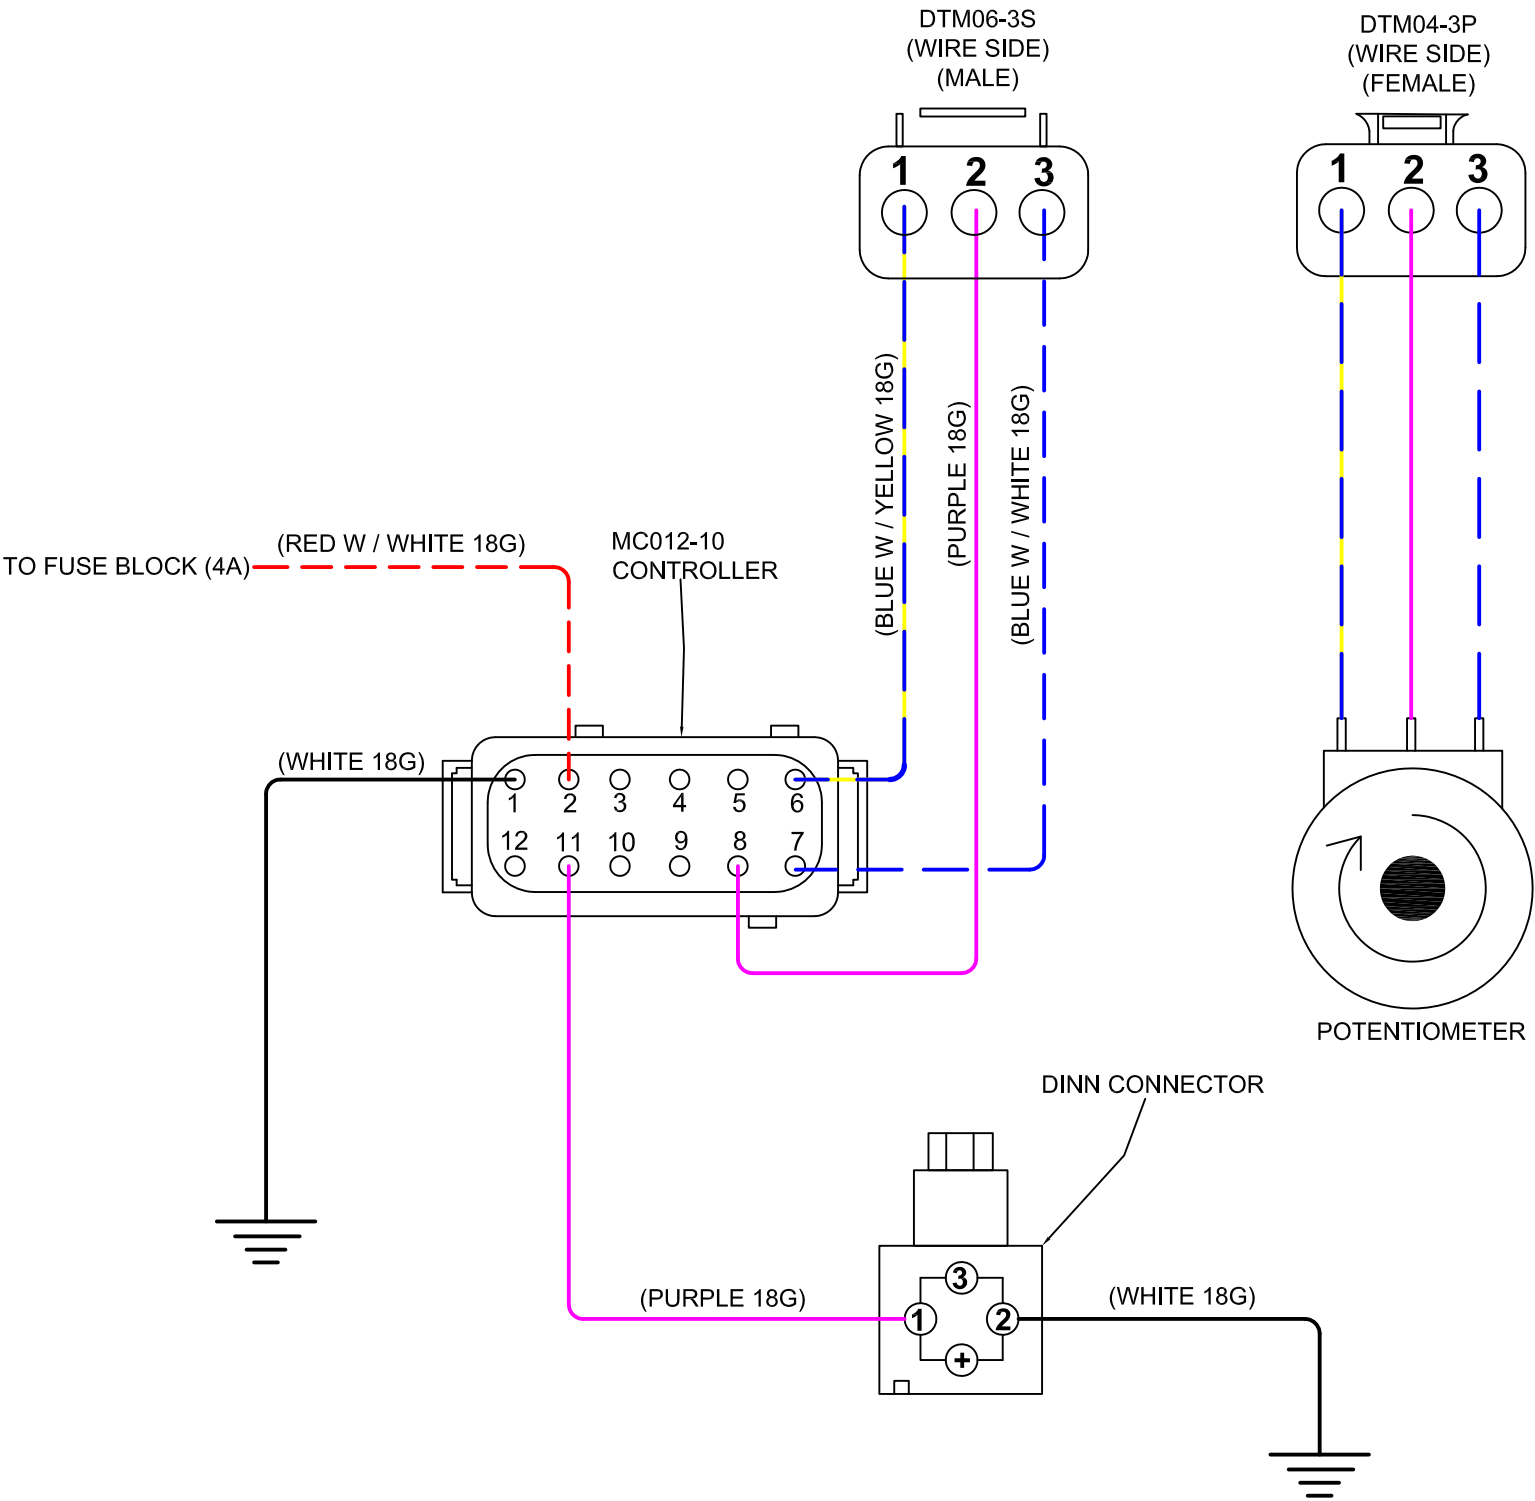 DTM06-3S
(WIRE SIDE)
(MALE)
DTM04-3P
(WIRE SIDE)
(FEMALE)
1 2 3
1 2 3
(BLUE W / YELLOW 18G)
(PURPLE 18G)
(BLUE W / WHITE 18G)
TO FUSE BLOCK (4A)
(RED W / WHITE 18G)
MC012-10
CONTROLLER
(WHITE 18G)
1 2 3 4 5 6
12 11 10 9 8 7
POTENTIOMETER
DINN CONNECTOR
3
1 2
+
(PURPLE 18G)
(WHITE 18G)